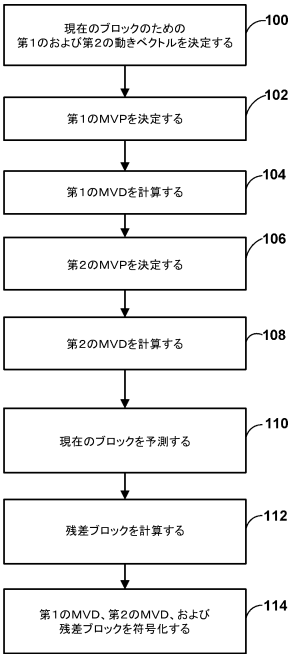 現在のブロックのための
第1のおよび第2の動きベクトルを決定する
100
第1のMVPを決定する
102
第1のMVDを計算する
104
第2のMVPを決定する
106
第2のMVDを計算する
108
現在のブロックを予測する
110
残差ブロックを計算する
112
第1のMVD、第2のMVD、および
残差ブロックを符号化する
114